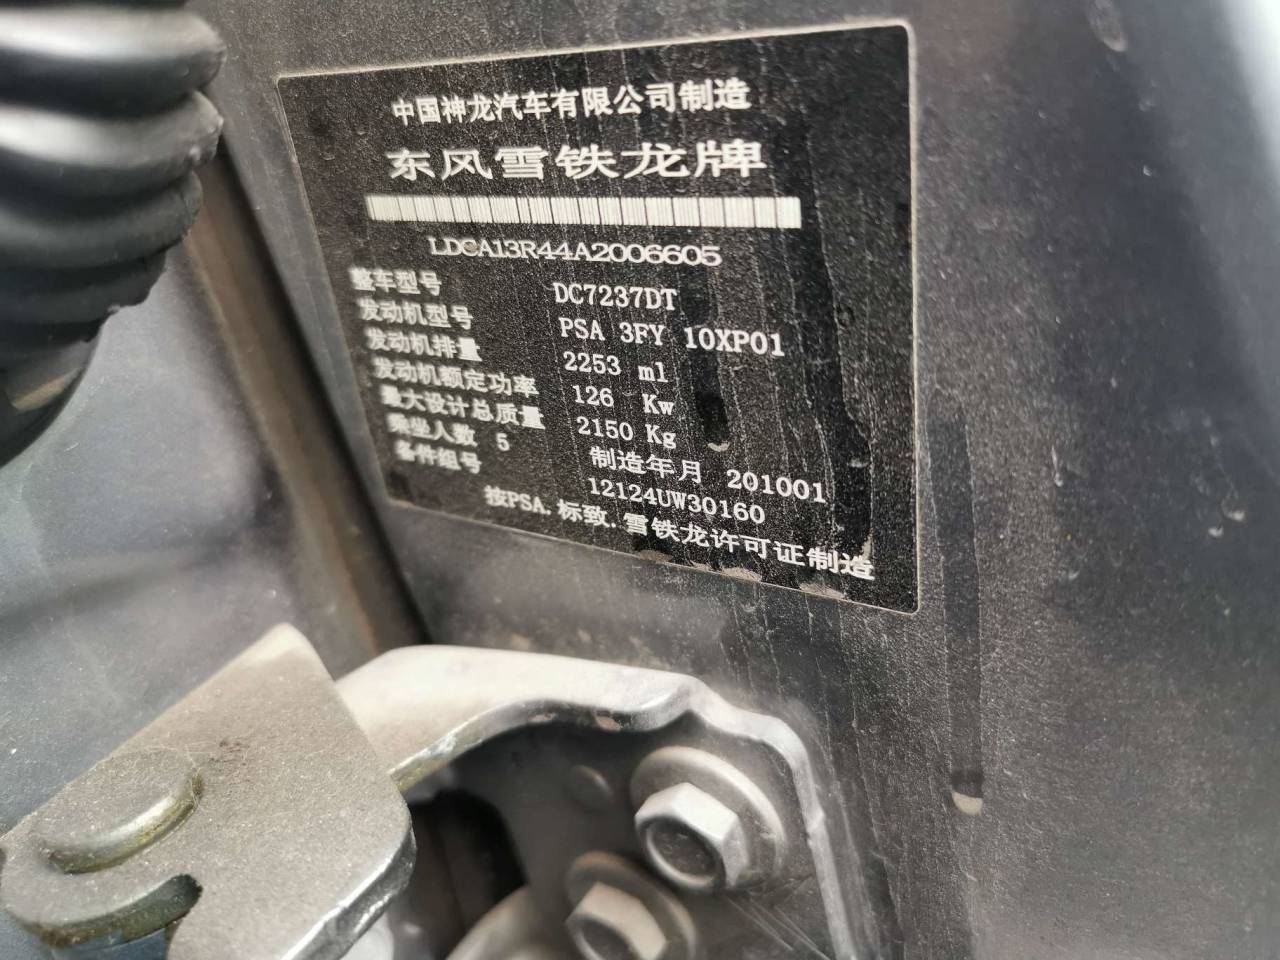 中国神龙汽车有限公司制造
东风雪铁龙牌
LDCA13R44A2006605
整车型号 DC7237DT
发动机型号 PSA 3FY 10XP01
发动机排量 2253 ml
发动机额定功率 126 Kw
最大设计总质量 2150 Kg
乘坐人数 5 制造年月 201001
备件组号 12124UW30160
按PSA.标致.雪铁龙许可证制造